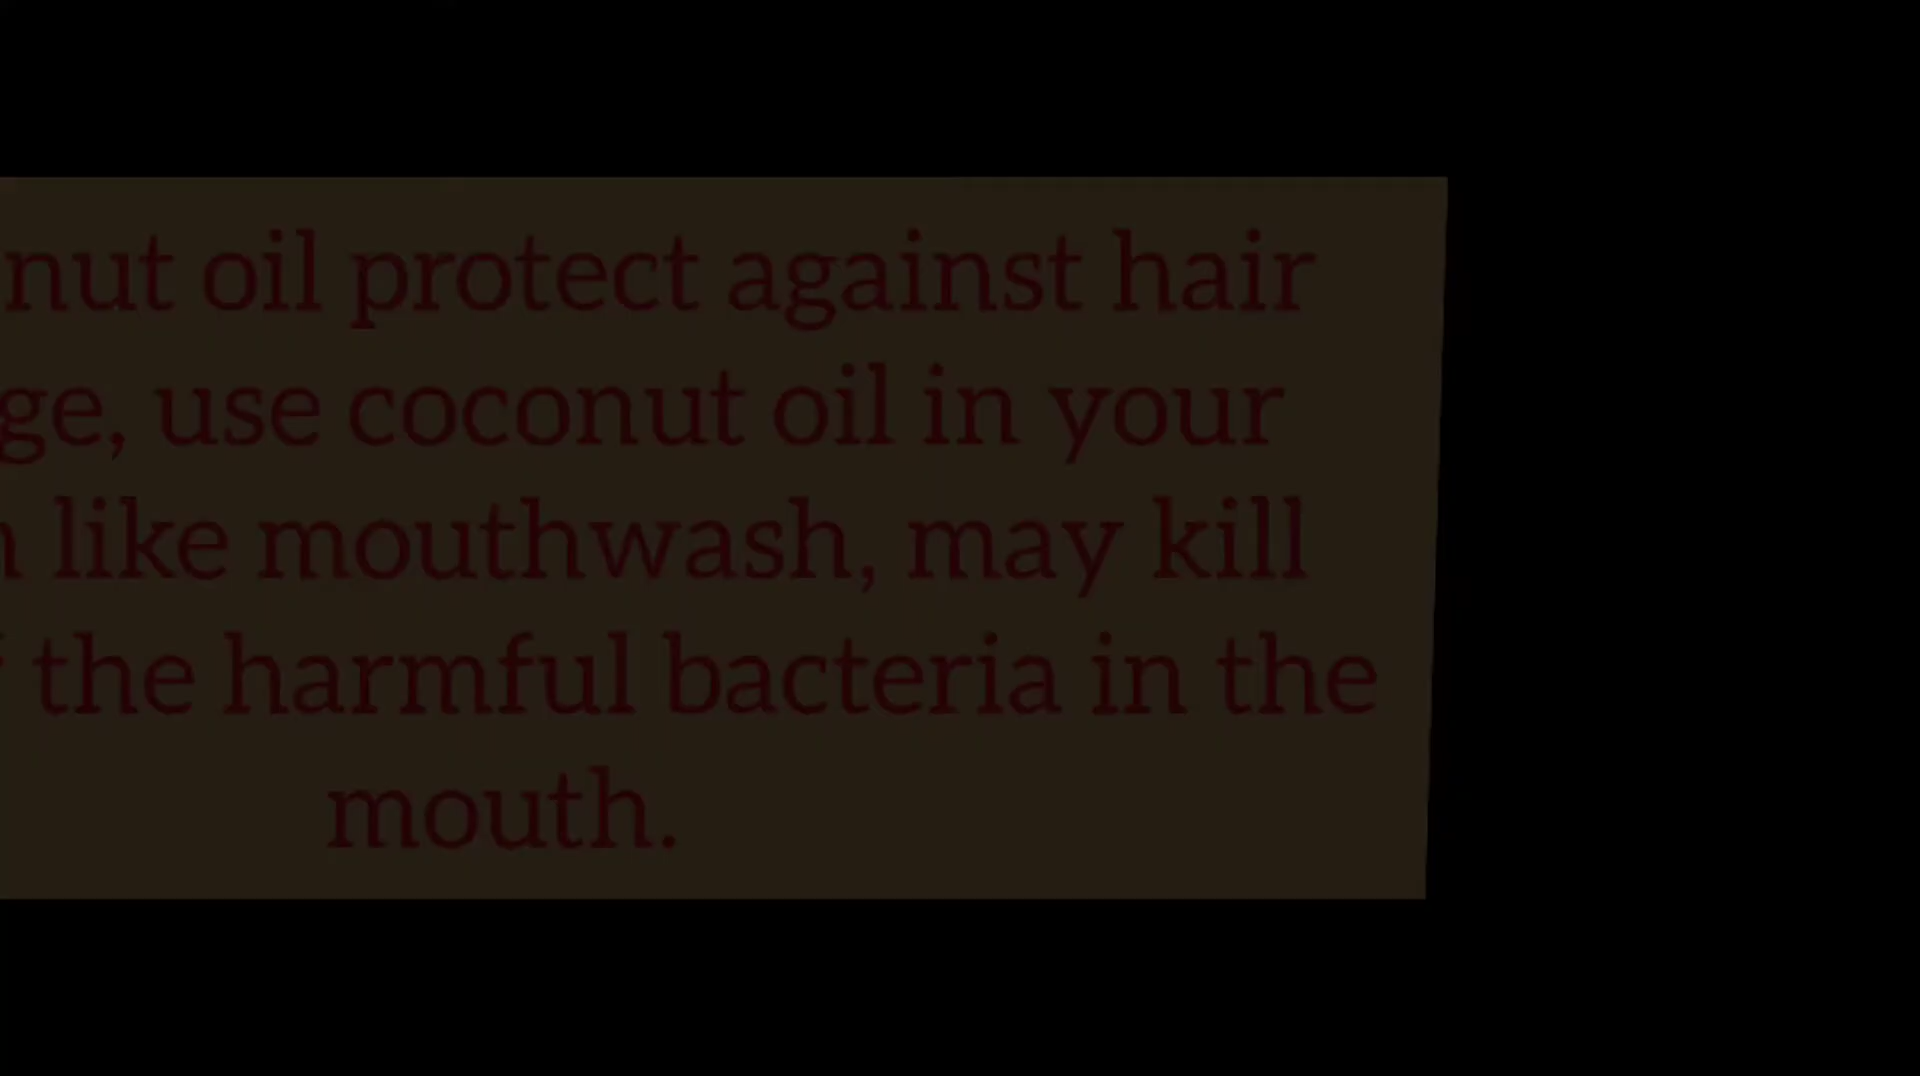 nut oil protect against hair
ge, use coconut oil in your
like mouthwash, may kill
the harmful bacteria in the
mouth.